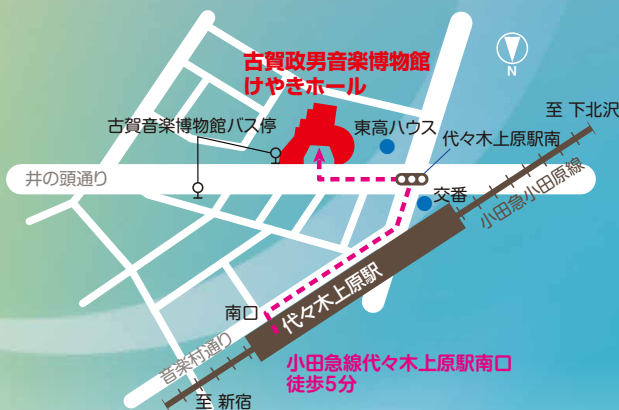 古賀政男音楽博物館
けやきホール
N
至 下北沢
古賀音楽博物館バス停
東高ハウス
代々木上原駅南
井の頭通り
交番
小田急小田原線
南口
代々木上原駅
音楽村通り
小田急線代々木上原駅南口
徒歩5分
至 新宿